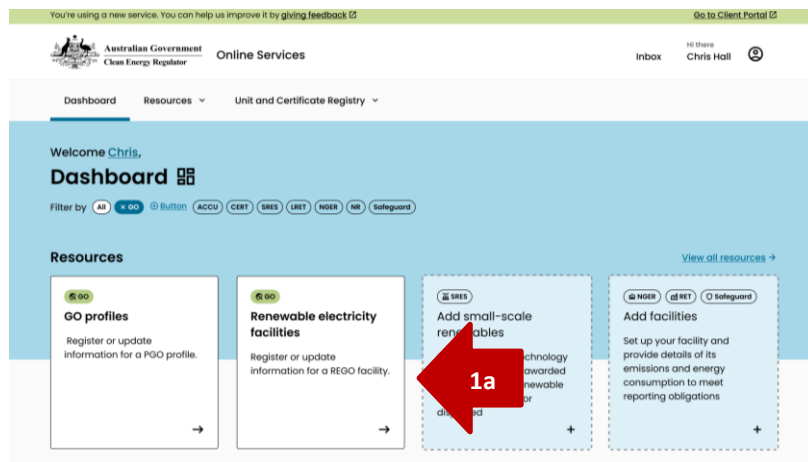 You're using a new service. You can help us improve it by giving feedback
Go to Client Portal
Australian Government
Clean Energy Regulator
Online Services
Inbox
Hi there
Chris Hall
Dashboard
Resources
Unit and Certificate Registry
Welcome Chris,
Dashboard
Filter by All × GO Button ACCU CERT SRES LRET NGER NR Safeguard
Resources
View all resources →
GO
GO profiles
Register or update
information for a PGO profile.
→
GO
Renewable electricity
facilities
Register or update
information for a REGO facility.
→
1a
SRES
Add small-scale
awarded
or
+
NGER RET Safeguard
Add facilities
Set up your facility and
provide details of its
emissions and energy
consumption to meet
reporting obligations
+